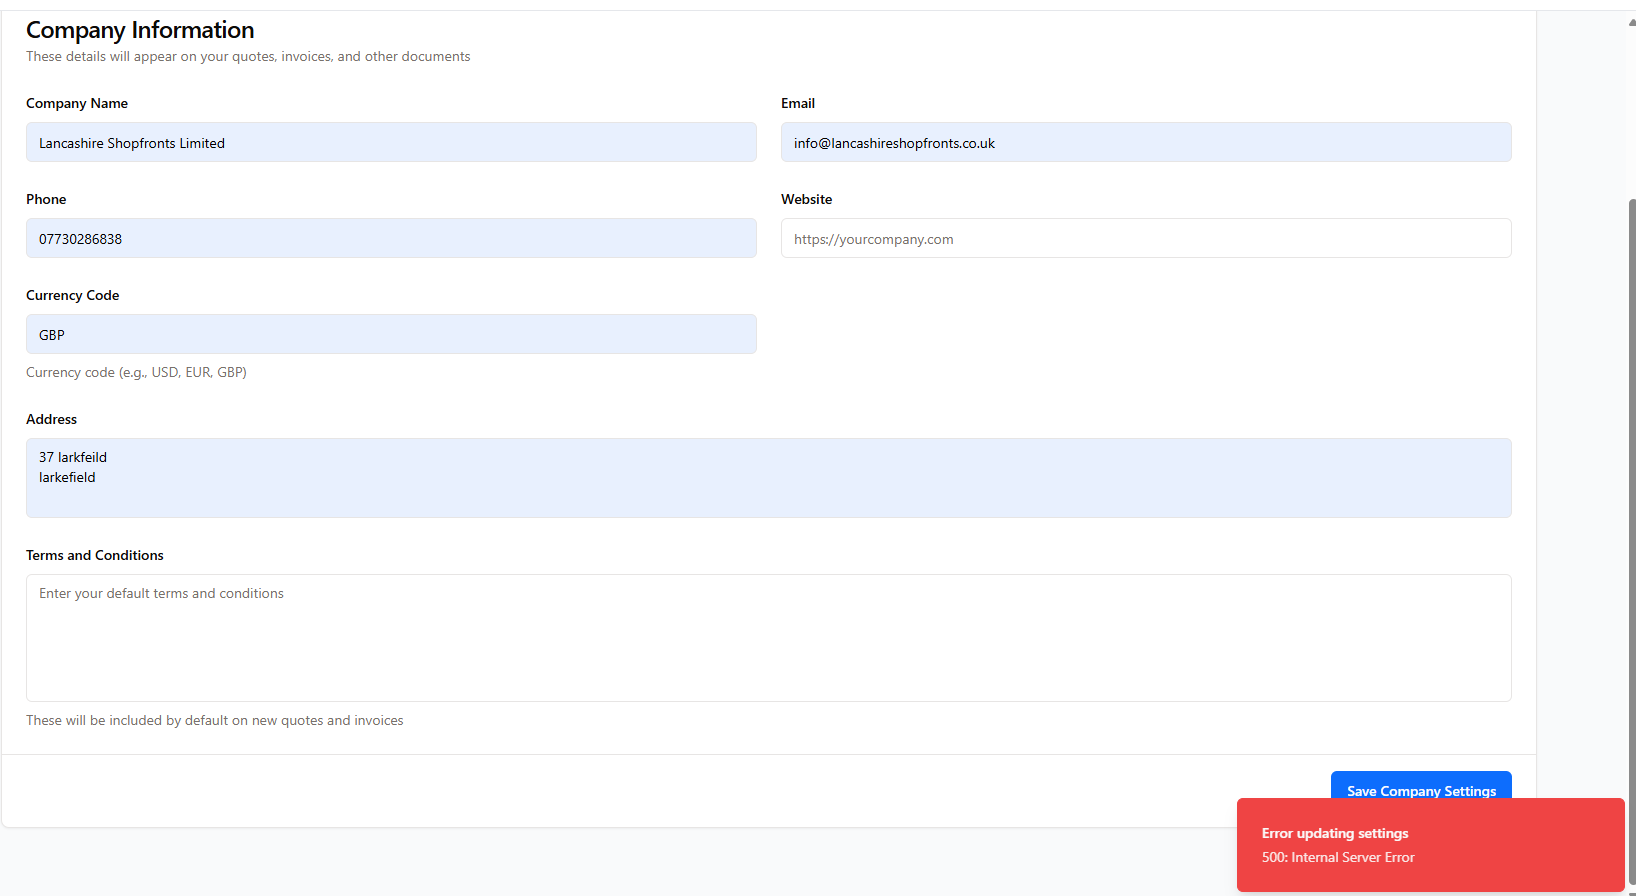 Company Information
These details will appear on your quotes, invoices, and other documents
Company Name
Lancashire Shopfronts Limited
Email
info@lancashireshopfronts.co.uk
Phone
07730286838
Website
https://yourcompany.com
Currency Code
GBP
Currency code (e.g., USD, EUR, GBP)
Address
37 larkfeild
larkefield
Terms and Conditions
Enter your default terms and conditions
These will be included by default on new quotes and invoices
Save Company Settings
Error updating settings
500: Internal Server Error